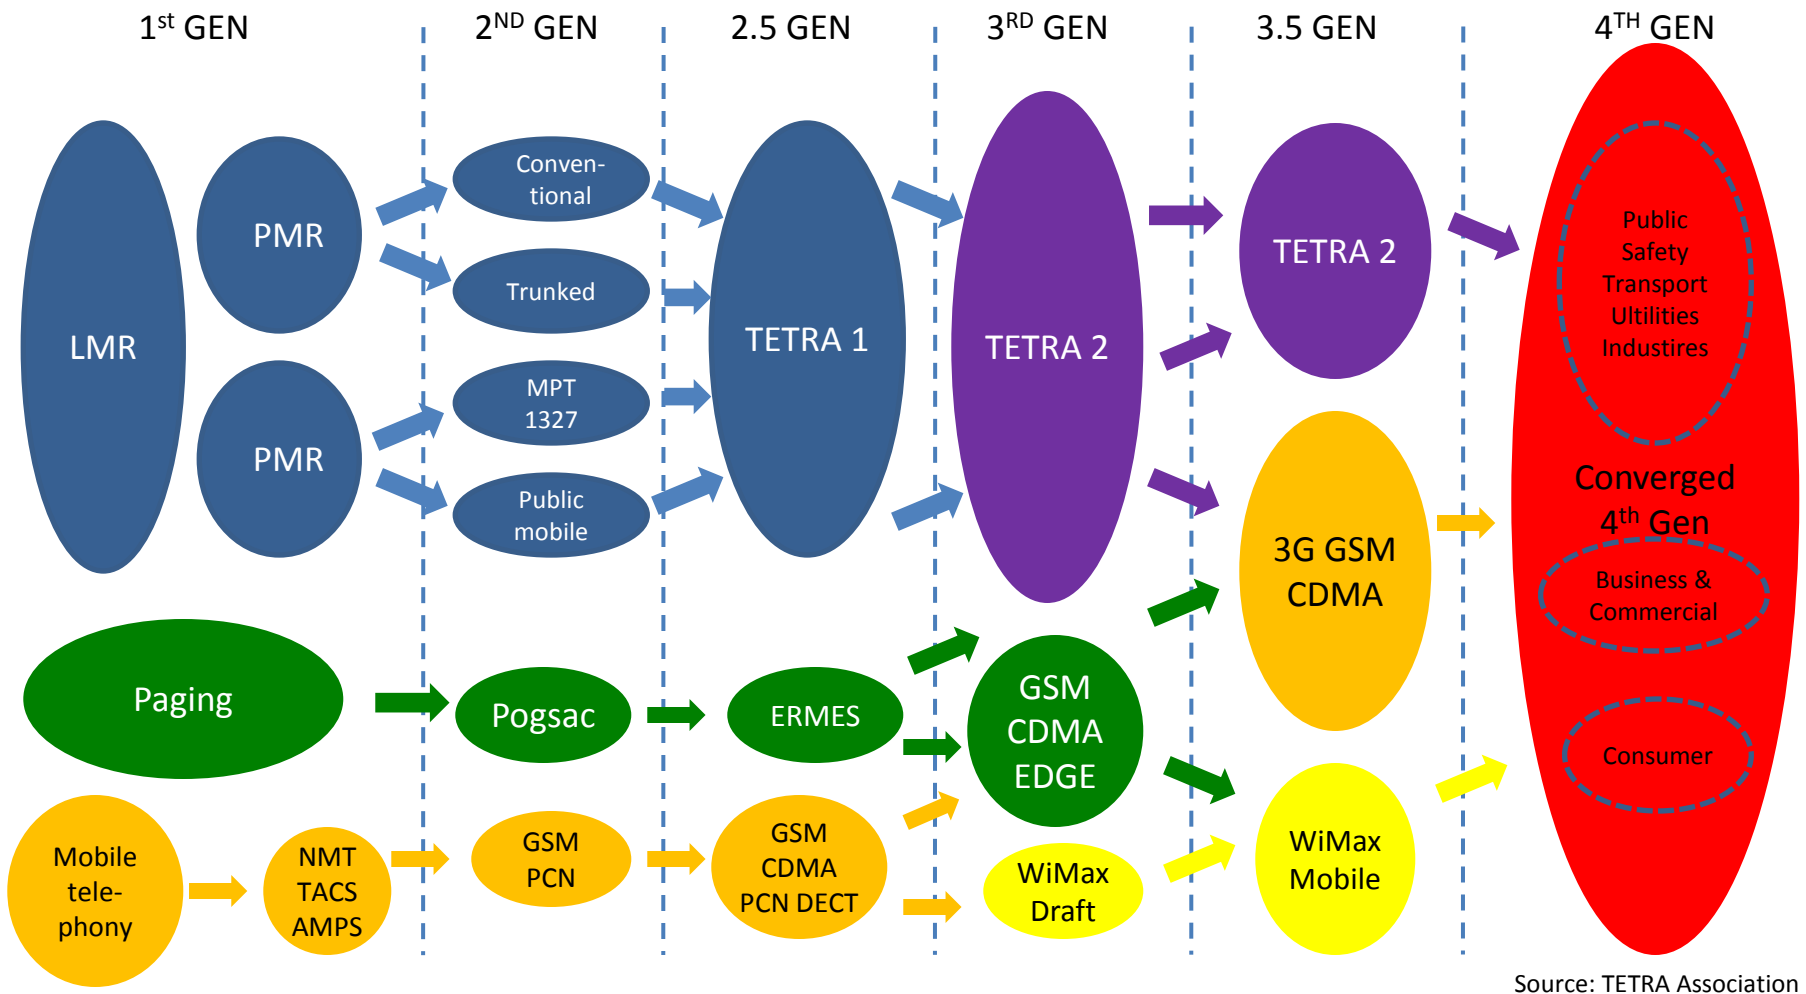 1st GEN
2ND GEN
2.5 GEN
3RD GEN
3.5 GEN
4TH GEN
LMR
PMR
PMR
Conven-
tional
Trunked
MPT
1327
Public
mobile
TETRA 1
TETRA 2
TETRA 2
3G GSM
CDMA
Public
Safety
Transport
Ultilities
Industires
Converged
4th Gen
Business &
Commercial
Consumer
Paging
Pogsac
ERMES
GSM
CDMA
EDGE
Mobile
tele-
phony
NMT
TACS
AMPS
GSM
PCN
GSM
CDMA
PCN DECT
WiMax
Draft
WiMax
Mobile
Source: TETRA Association